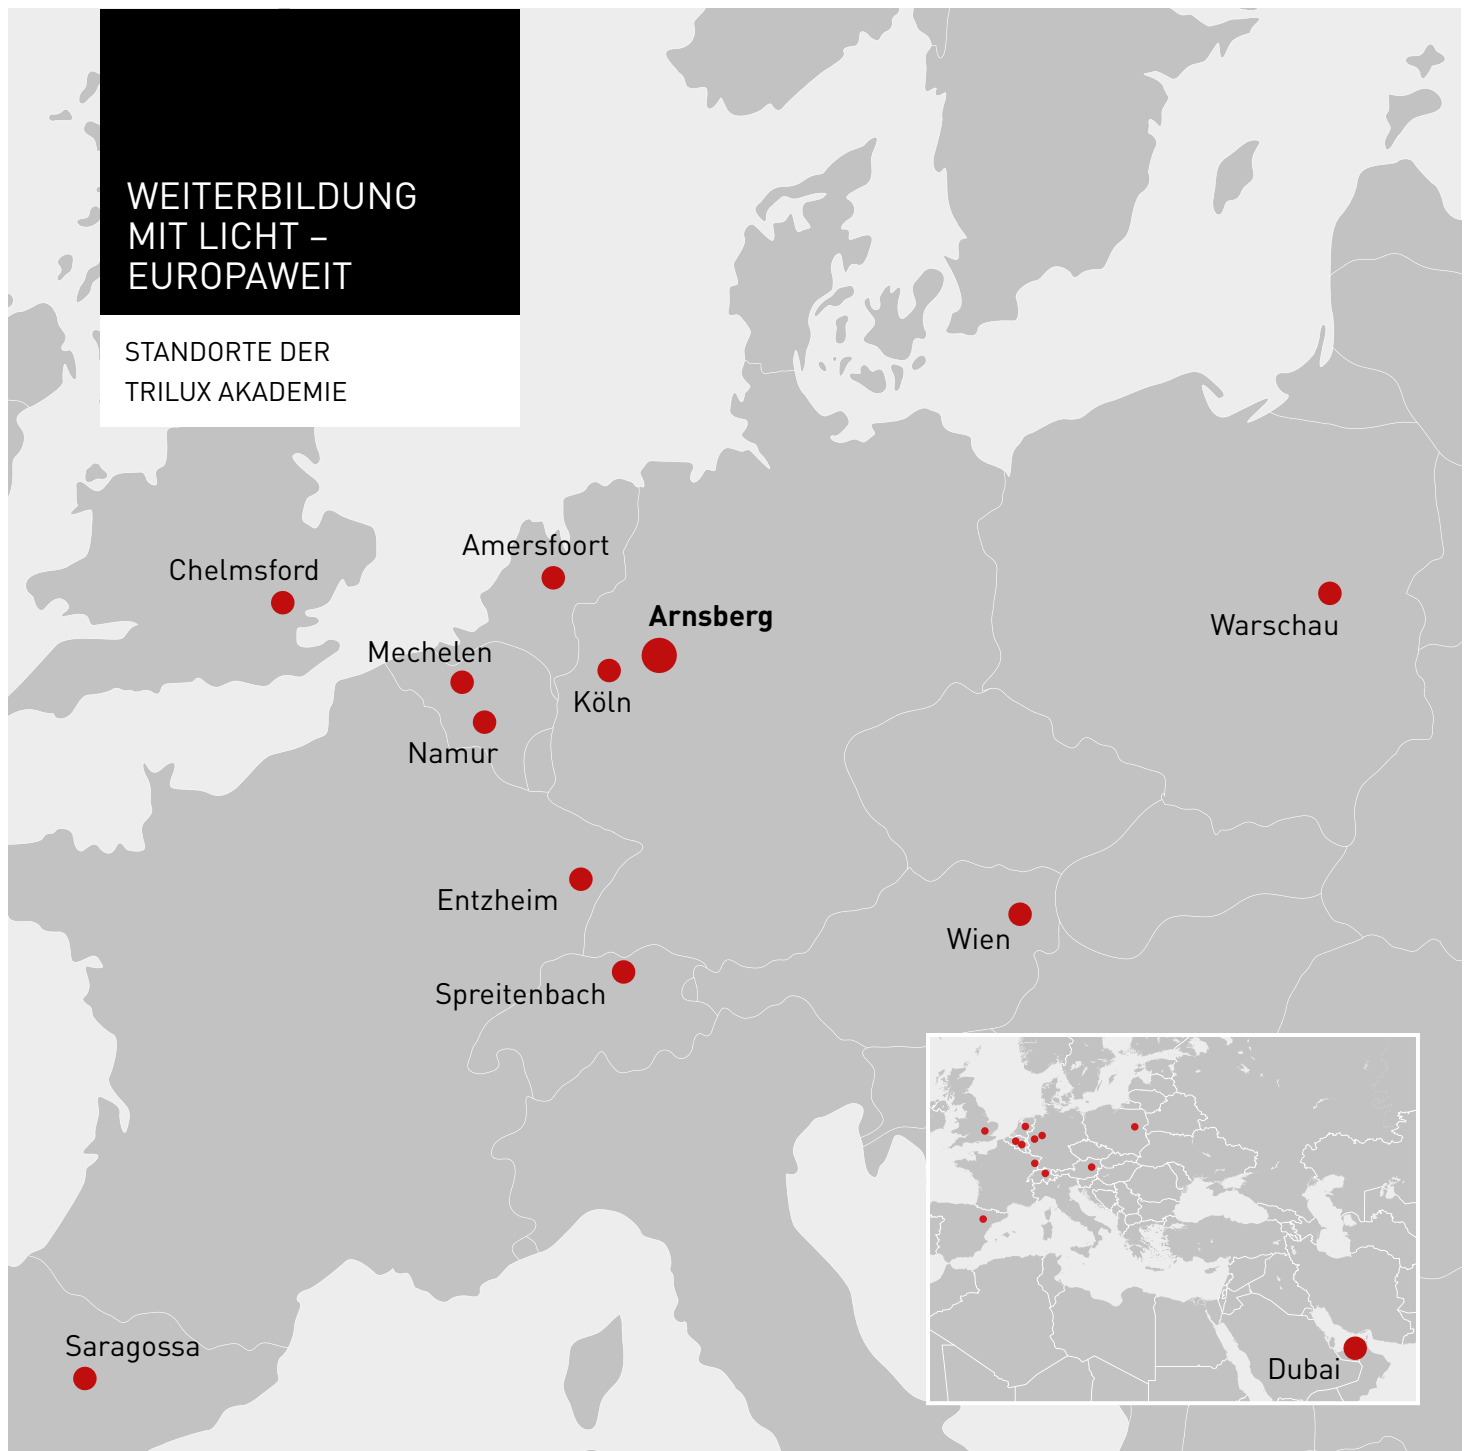 WEITERBILDUNG
MIT LICHT –
EUROPAWEIT
STANDORTE DER
TRILUX AKADEMIE
Amersfoort
Chelmsford
Arnsberg
Warschau
Mechelen
Köln
Namur
Entzheim
Wien
Spreitenbach
Saragossa
Dubai